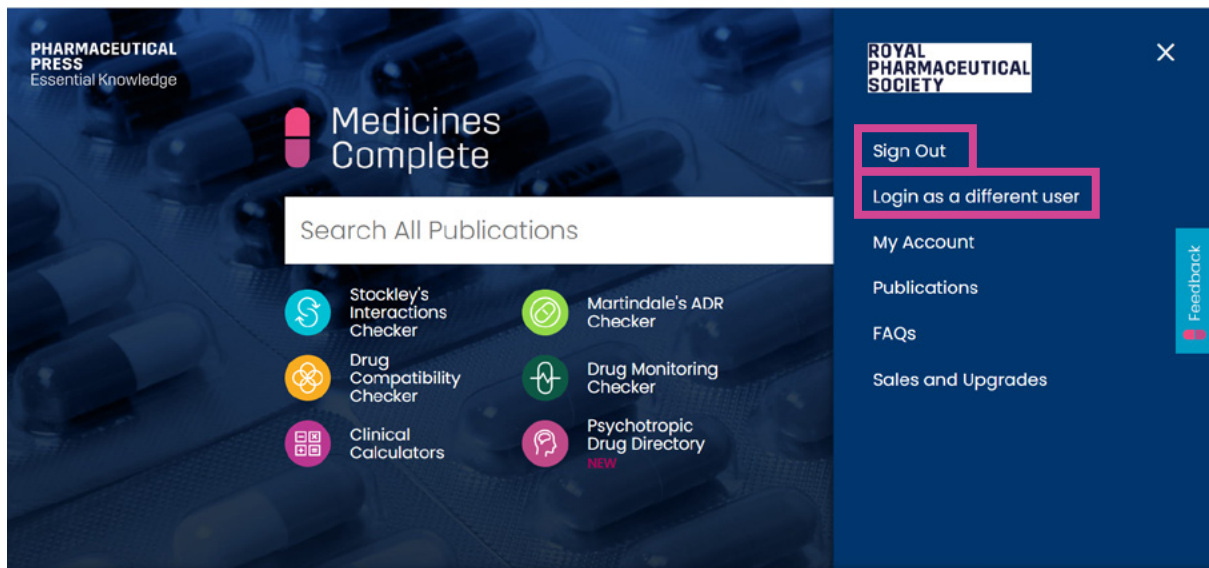 PHARMACEUTICAL
PRESS
Essential Knowledge
Medicines
Complete
Search All Publications
Stockley's
Interactions
Checker
Martindale's ADR
Checker
Drug
Compatibility
Checker
Drug Monitoring
Checker
Clinical
Calculators
Psychotropic
Drug Directory
NEW
ROYAL
PHARMACEUTICAL
SOCIETY
Sign Out
Login as a different user
My Account
Publications
FAQs
Sales and Upgrades
Feedback